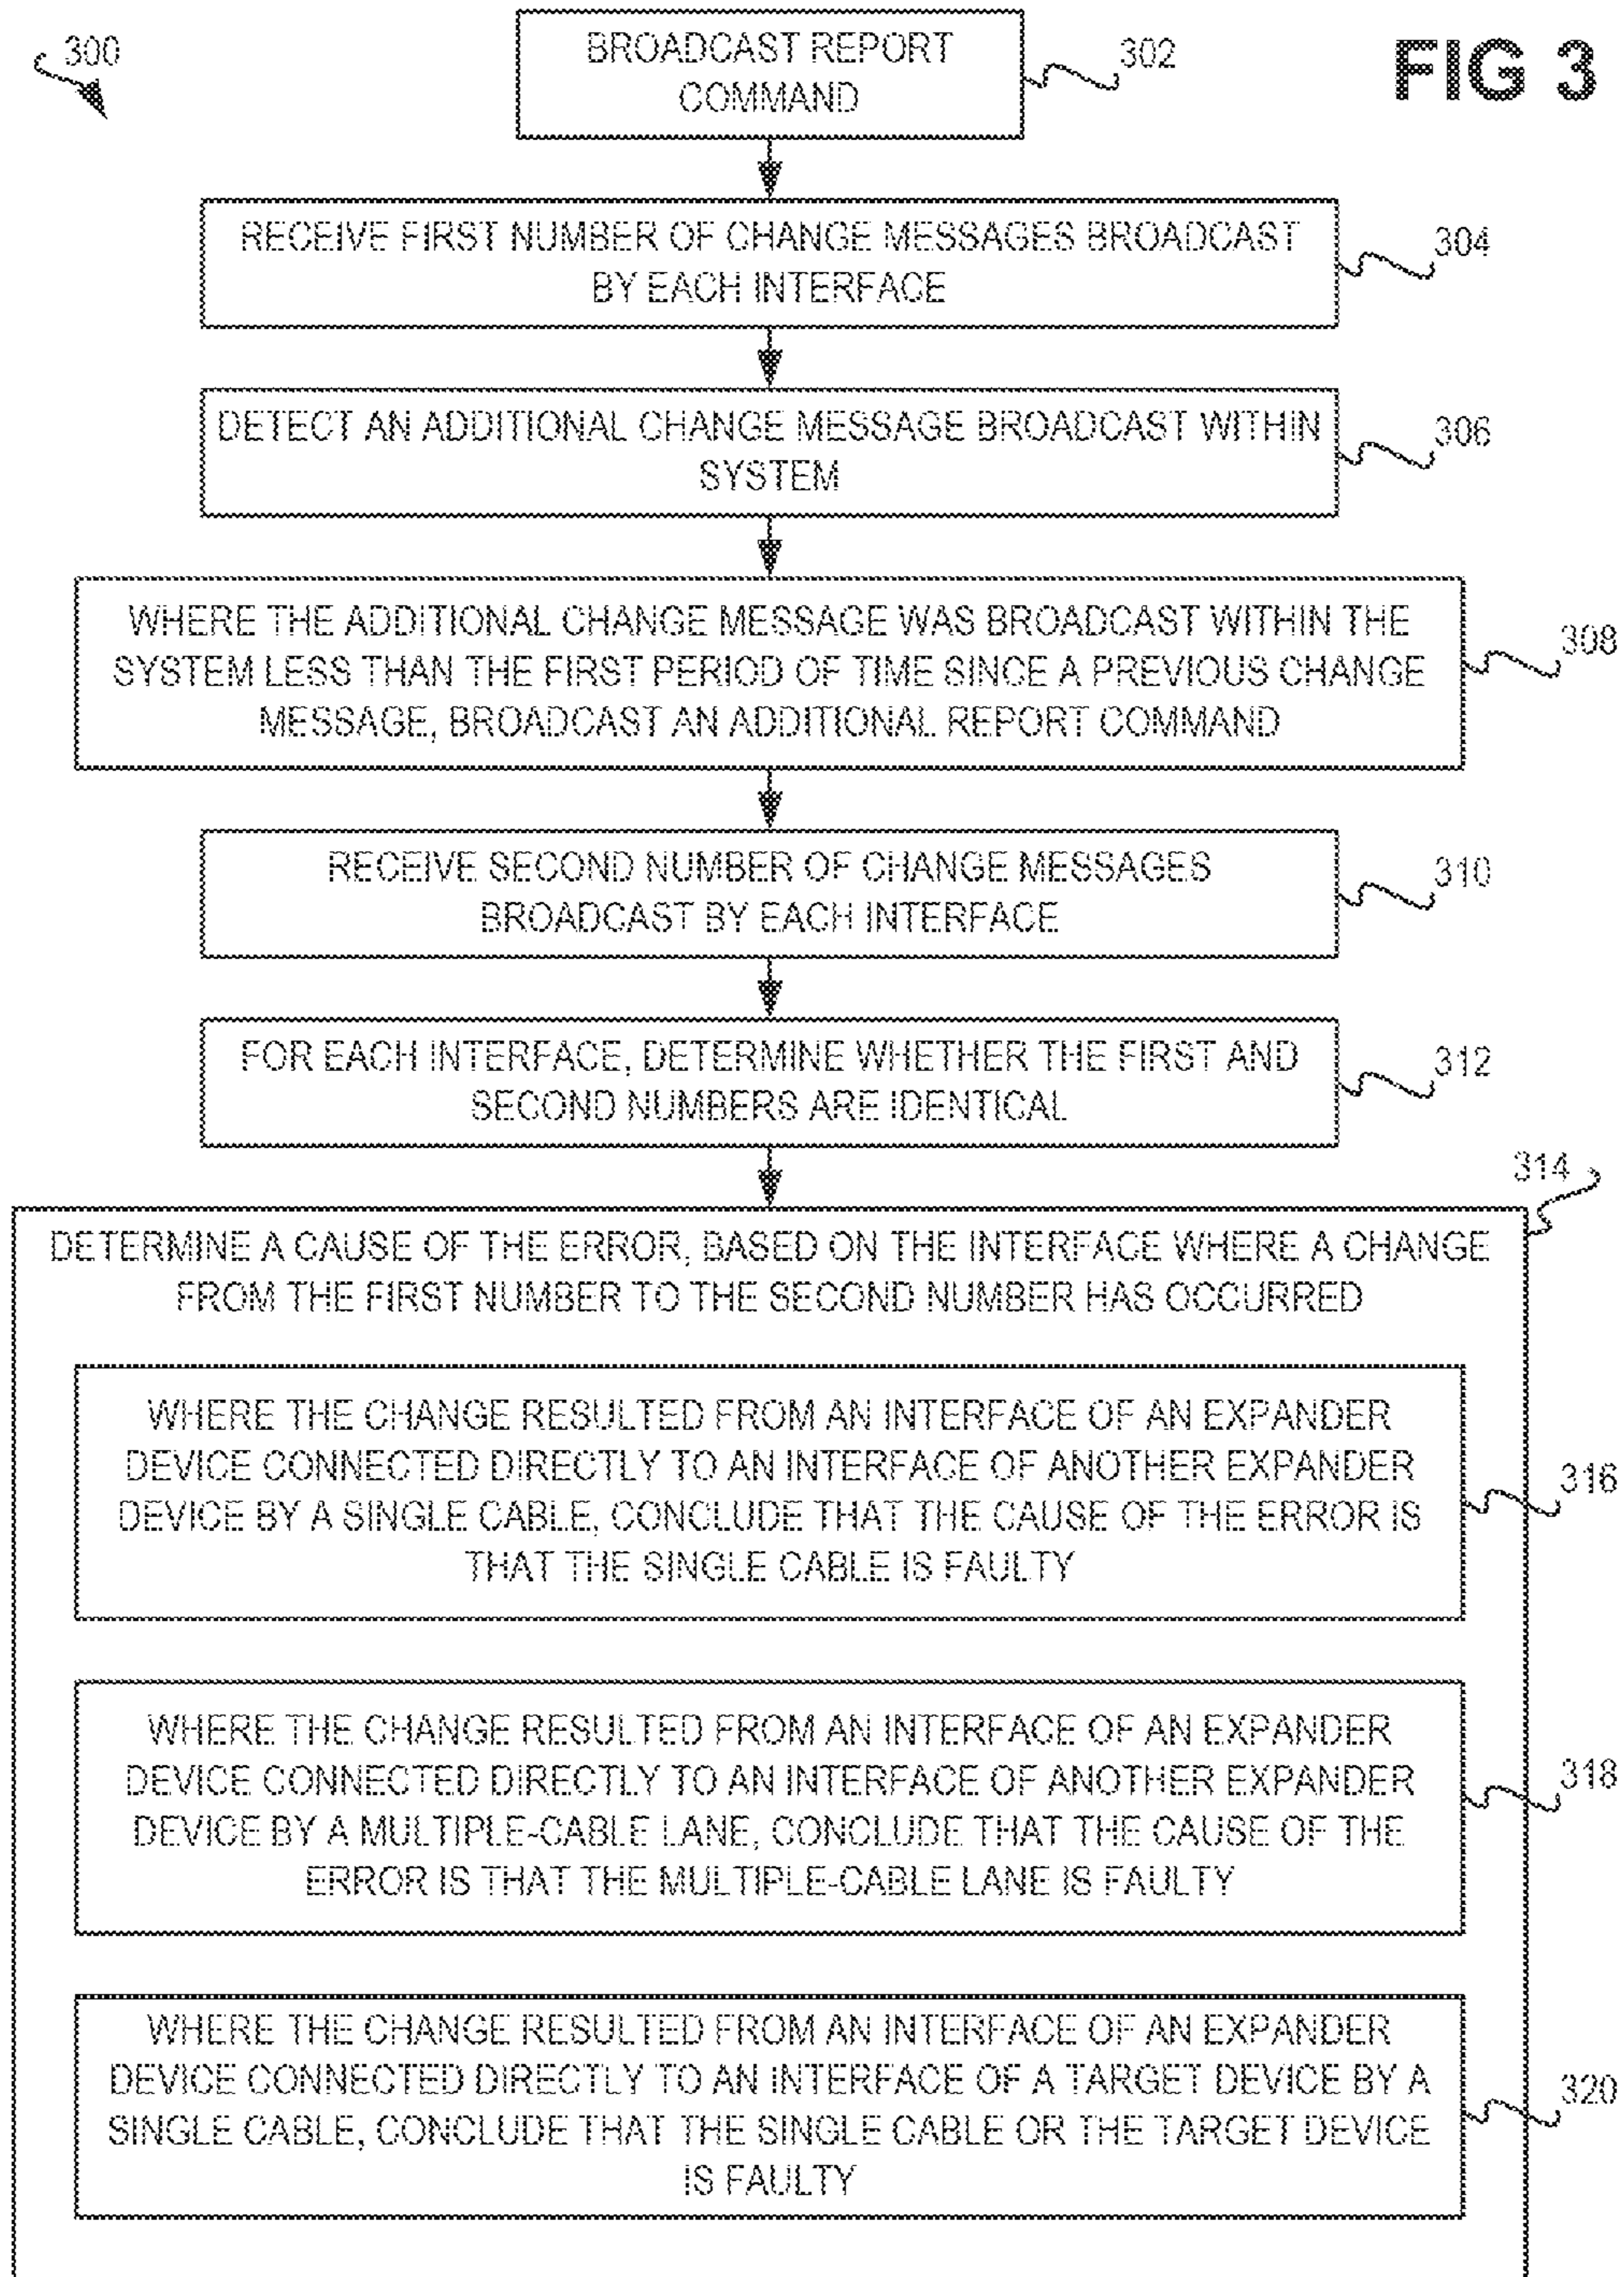 300
BROADCAST REPORT
COMMAND
302
FIG 3
RECEIVE FIRST NUMBER OF CHANGE MESSAGES BROADCAST
BY EACH INTERFACE
304
DETECT AN ADDITIONAL CHANGE MESSAGE BROADCAST WITHIN
SYSTEM
306
WHERE THE ADDITIONAL CHANGE MESSAGE WAS BROADCAST WITHIN THE
SYSTEM LESS THAN THE FIRST PERIOD OF TIME SINCE A PREVIOUS CHANGE
MESSAGE, BROADCAST AN ADDITIONAL REPORT COMMAND
308
RECEIVE SECOND NUMBER OF CHANGE MESSAGES
BROADCAST BY EACH INTERFACE
310
FOR EACH INTERFACE, DETERMINE WHETHER THE FIRST AND
SECOND NUMBERS ARE IDENTICAL
312
314
DETERMINE A CAUSE OF THE ERROR, BASED ON THE INTERFACE WHERE A CHANGE
FROM THE FIRST NUMBER TO THE SECOND NUMBER HAS OCCURRED
WHERE THE CHANGE RESULTED FROM AN INTERFACE OF AN EXPANDER
DEVICE CONNECTED DIRECTLY TO AN INTERFACE OF ANOTHER EXPANDER
DEVICE BY A SINGLE CABLE, CONCLUDE THAT THE CAUSE OF THE ERROR IS
THAT THE SINGLE CABLE IS FAULTY
316
WHERE THE CHANGE RESULTED FROM AN INTERFACE OF AN EXPANDER
DEVICE CONNECTED DIRECTLY TO AN INTERFACE OF ANOTHER EXPANDER
DEVICE BY A MULTIPLE-CABLE LANE, CONCLUDE THAT THE CAUSE OF THE
ERROR IS THAT THE MULTIPLE-CABLE LANE IS FAULTY
318
WHERE THE CHANGE RESULTED FROM AN INTERFACE OF AN EXPANDER
DEVICE CONNECTED DIRECTLY TO AN INTERFACE OF A TARGET DEVICE BY A
SINGLE CABLE, CONCLUDE THAT THE SINGLE CABLE OR THE TARGET DEVICE
IS FAULTY
320